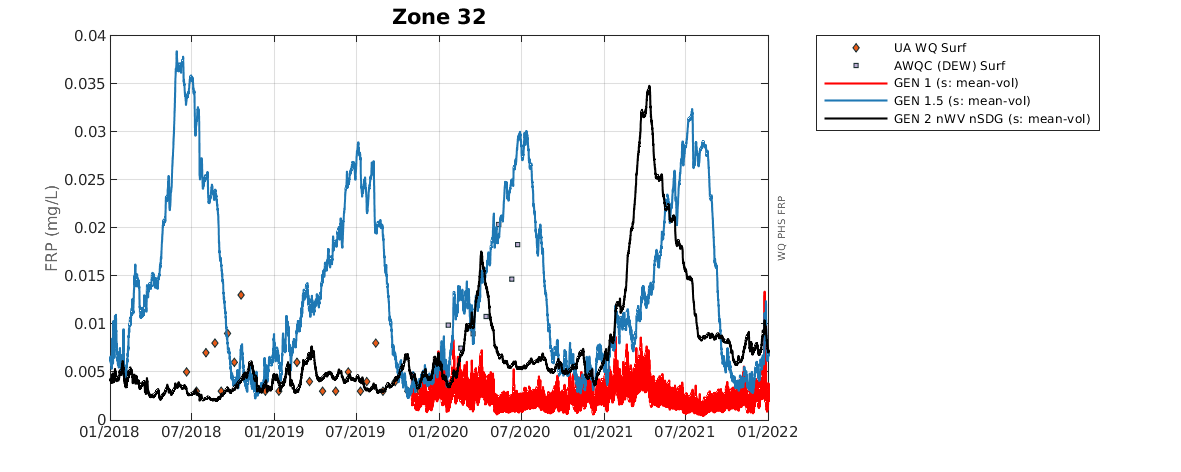 Zone 32
0.04
0.035
0.03
0.025
0.02
0.015
0.01
0.005
0
FRP (mg/L)
01/2018
07/2018
01/2019
07/2019
01/2020
07/2020
01/2021
07/2021
01/2022
WQ PHS FRP
UA WQ Surf
AWQC (DEW) Surf
GEN 1 (s: mean-vol)
GEN 1.5 (s: mean-vol)
GEN 2 nWV nSDG (s: mean-vol)